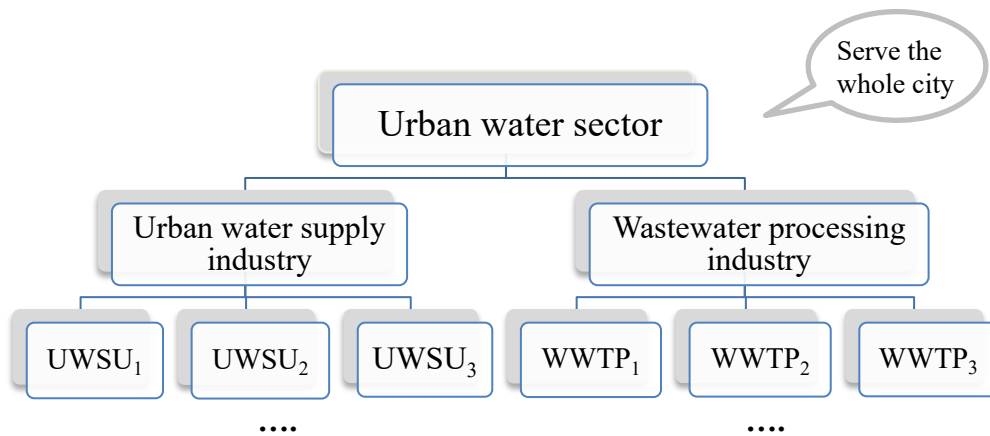 Serve the
whole city
Urban water sector
Urban water supply
industry
Wastewater processing
industry
UWSU₁
UWSU₂
UWSU₃
WWTP₁
WWTP₂
WWTP₃
....
....